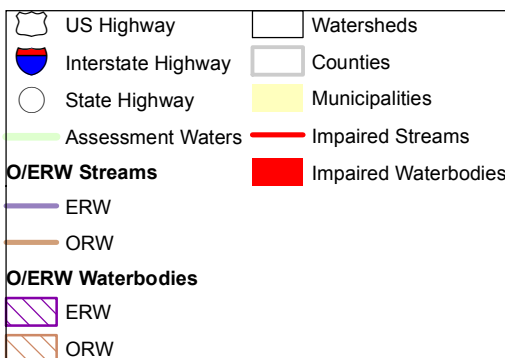 US Highway
Interstate Highway
State Highway
Assessment Waters
O/ERW Streams
ERW
ORW
O/ERW Waterbodies
ERW
ORW
Watersheds
Counties
Municipalities
Impaired Streams
Impaired Waterbodies